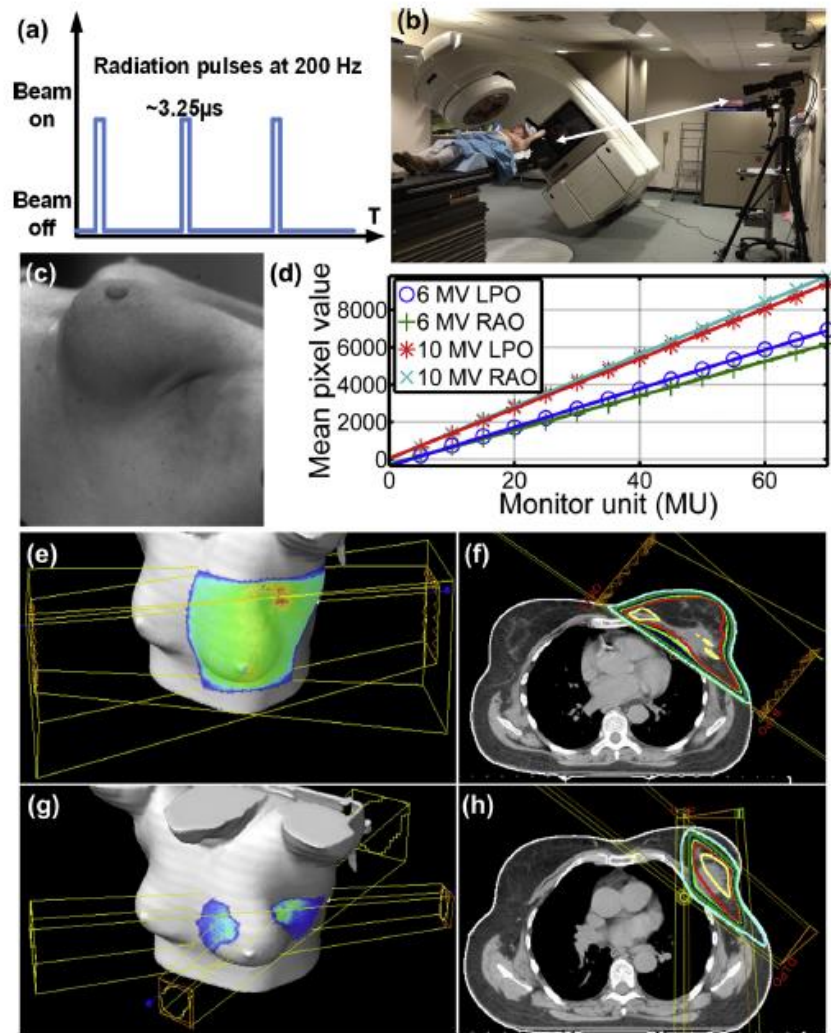 (a)
Radiation pulses at 200 Hz
Beam
on
~3.25µs
Beam
off
T
(b)
(c)
(d)
Mean pixel value
8000
6000
4000
2000
0
6 MV LPO
6 MV RAO
10 MV LPO
10 MV RAO
0
20
40
60
Monitor unit (MU)
(e)
(f)
(g)
(h)